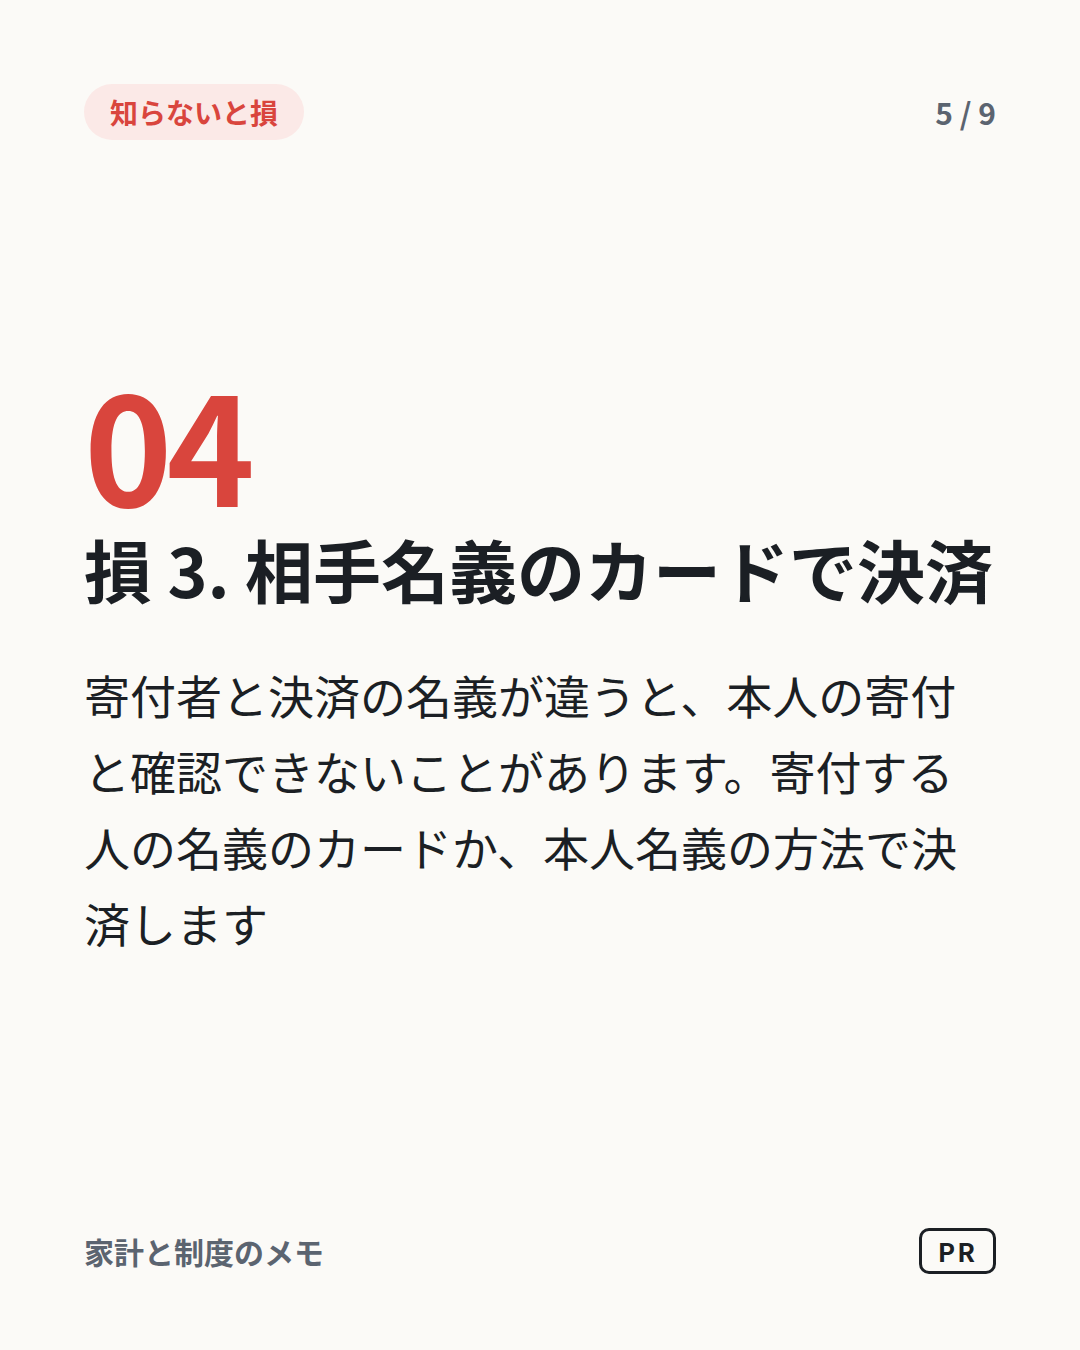 知らないと損
5 / 9
04
損 3. 相手名義のカードで決済
寄付者と決済の名義が違うと、本人の寄付
と確認できないことがあります。寄付する
人の名義のカードか、本人名義の方法で決
済します
家計と制度のメモ
PR